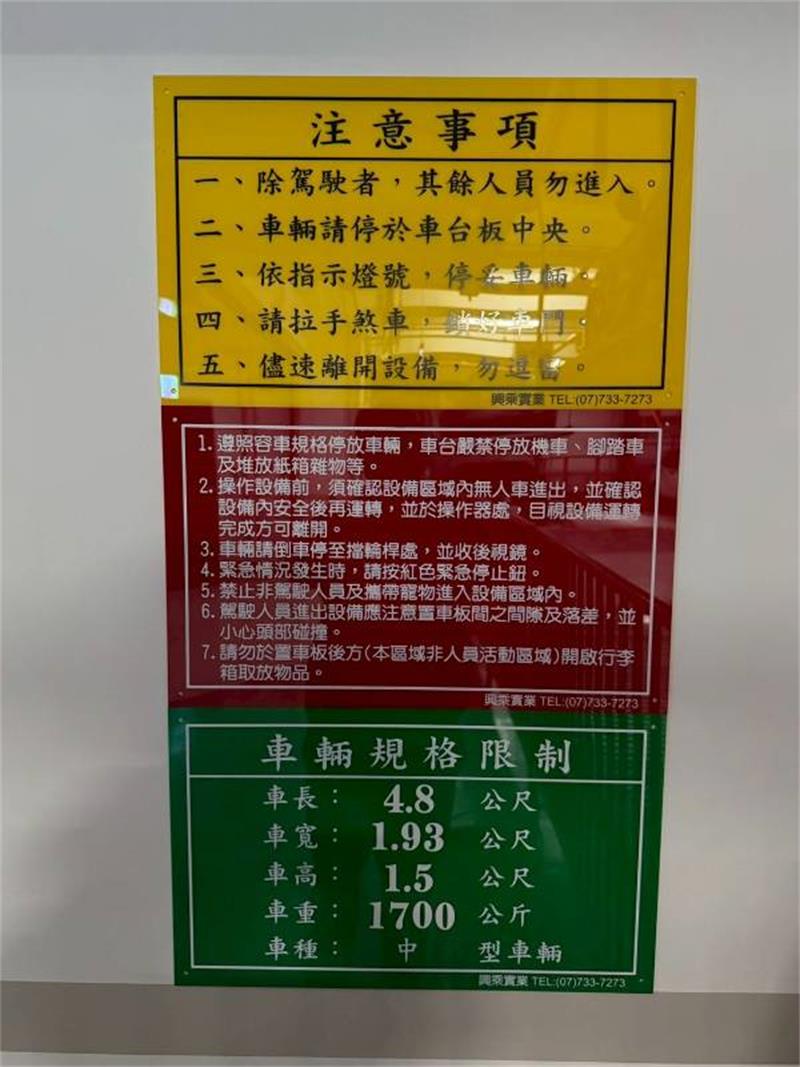 注意事項
一、除駕駛者，其餘人員勿進入。
二、車輛請停於車台板中央。
三、依指示燈號，停妥車輛。
四、請拉手煞車，鎖好車門。
五、儘速離開設備，勿逗留。
興乘實業 TEL:(07)733-7273
1. 遵照容車規格停放車輛，車台嚴禁停放機車、腳踏車
及堆放紙箱雜物等。
2. 操作設備前，須確認設備區域內無人車進出，並確認
設備內安全後再運轉，並於操作器處，目視設備運轉
完成方可離開。
3. 車輛請倒車停至擋輪桿處，並收後視鏡。
4. 緊急情況發生時，請按紅色緊急停止鈕。
5. 禁止非駕駛人員及攜帶寵物進入設備區域內。
6. 駕駛人員進出設備應注意置車板間之間隙及落差，並
小心頭部碰撞。
7. 請勿於置車板後方(本區域非人員活動區域)開啟行李
箱取放物品。
興乘實業 TEL:(07)733-7273
車輛規格限制
車長： 4.8 公尺
車寬： 1.93 公尺
車高： 1.5 公尺
車重： 1700 公斤
車種： 中 型車輛
興乘實業 TEL:(07)733-7273